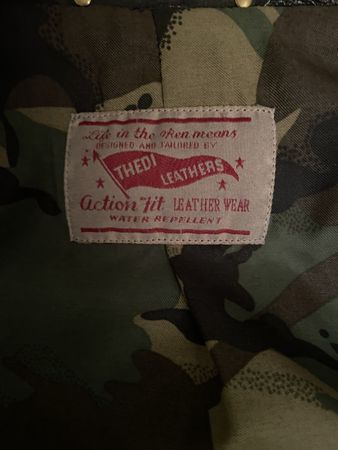 Life in the open means
DESIGNED AND TAILORED BY
THEDI
LEATHERS
Action-fit LEATHER WEAR
WATER REPELLENT